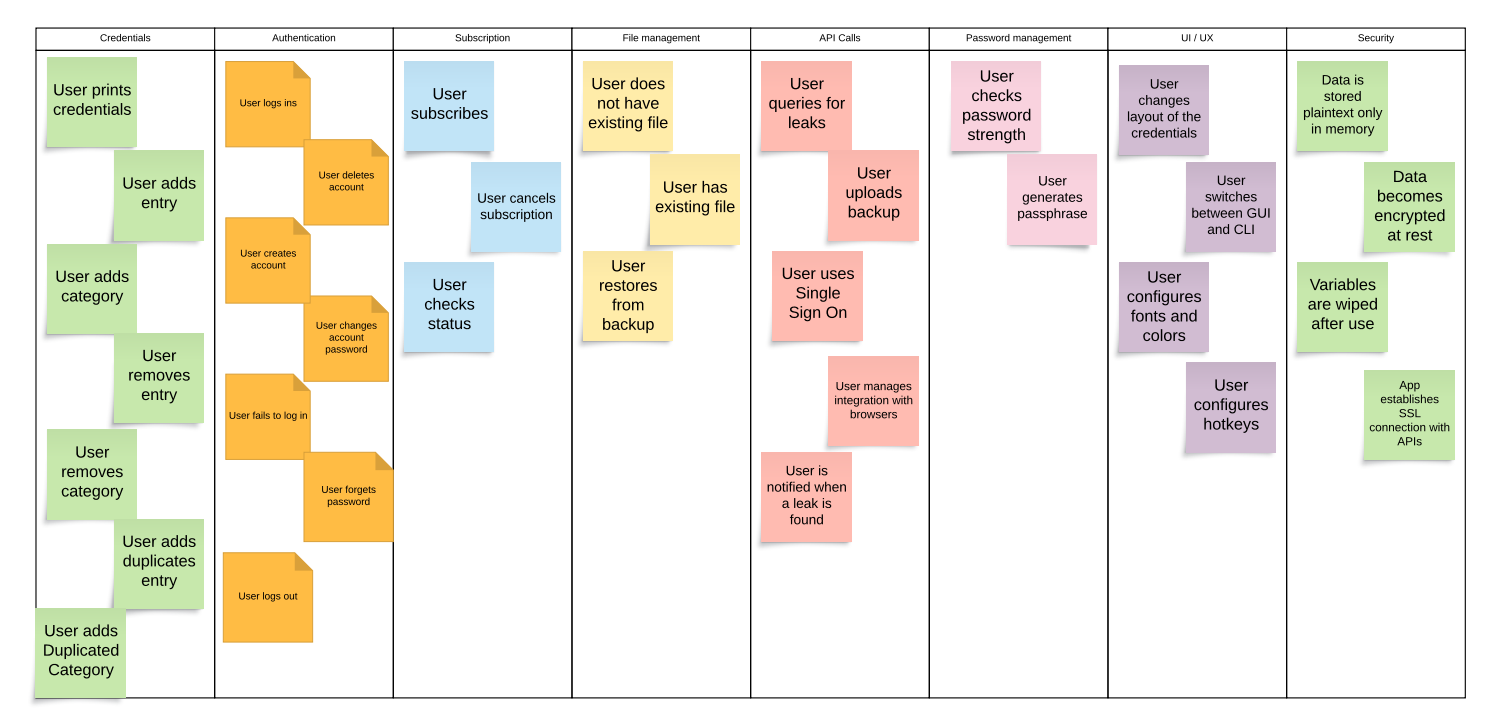 Credentials
Authentication
Subscription
File management
API Calls
Password management
UI / UX
Security
User prints
credentials
User adds
entry
User adds
category
User
removes
entry
User
removes
category
User adds
duplicates
entry
User adds
Duplicated
Category
User logs ins
User deletes
account
User creates
account
User changes
account
password
User fails to log in
User forgets
password
User logs out
User
subscribes
User cancels
subscription
User
checks
status
User does
not have
existing file
User has
existing file
User
restores
from
backup
User
queries for
leaks
User
uploads
backup
User uses
Single
Sign On
User manages
integration with
browsers
User is
notified when
a leak is
found
User
checks
password
strength
User
generates
passphrase
User
changes
layout of the
credentials
User
switches
between GUI
and CLI
User
configures
fonts and
colors
User
configures
hotkeys
Data is
stored
plaintext only
in memory
Data
becomes
encrypted
at rest
Variables
are wiped
after use
App
establishes
SSL
connection with
APIs